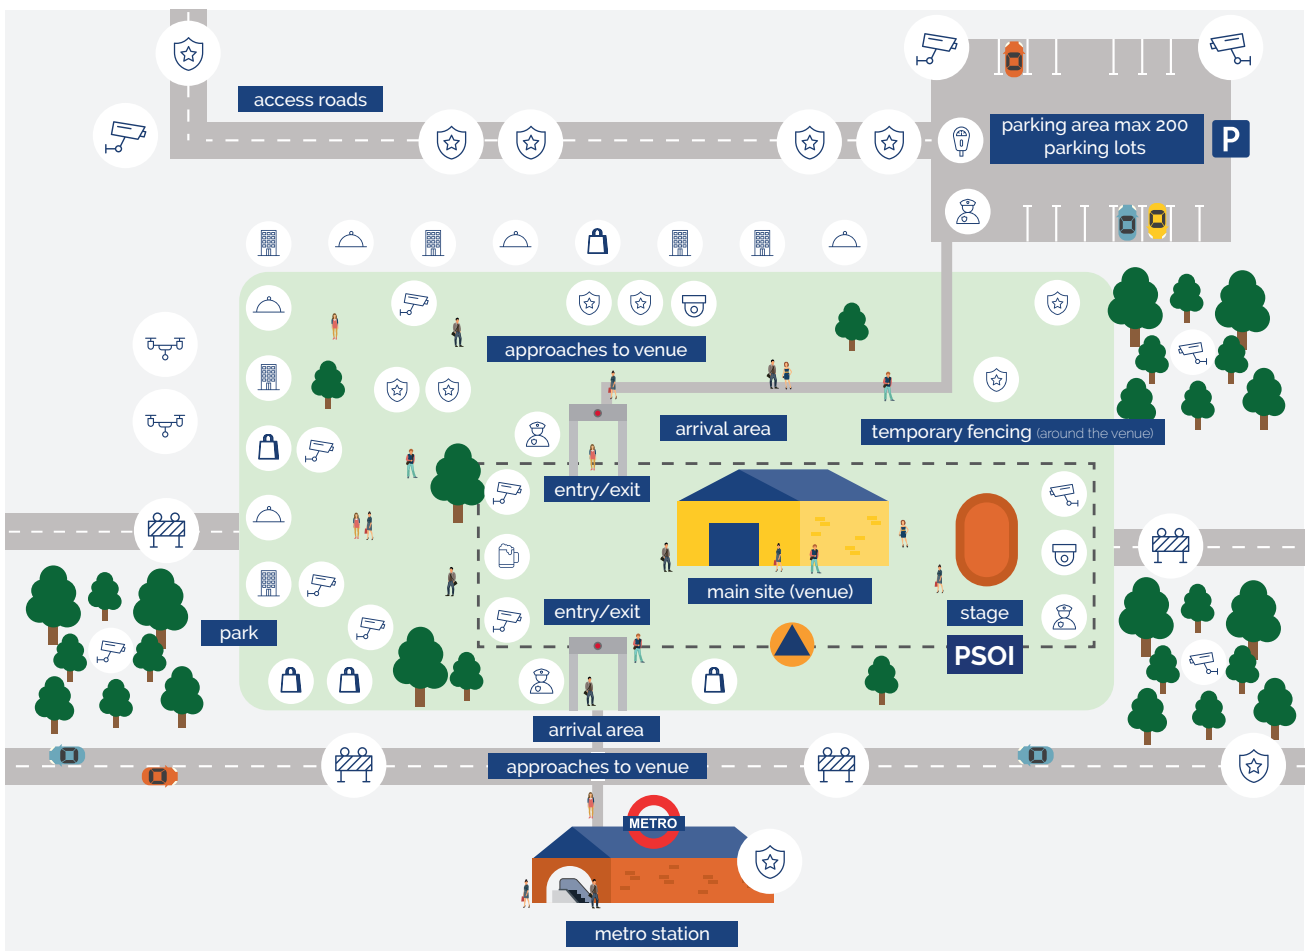 access roads
parking area max 200
parking lots
P
approaches to venue
arrival area
temporary fencing (around the venue)
entry/exit
main site (venue)
entry/exit
stage
park
PSOI
arrival area
approaches to venue
METRO
metro station